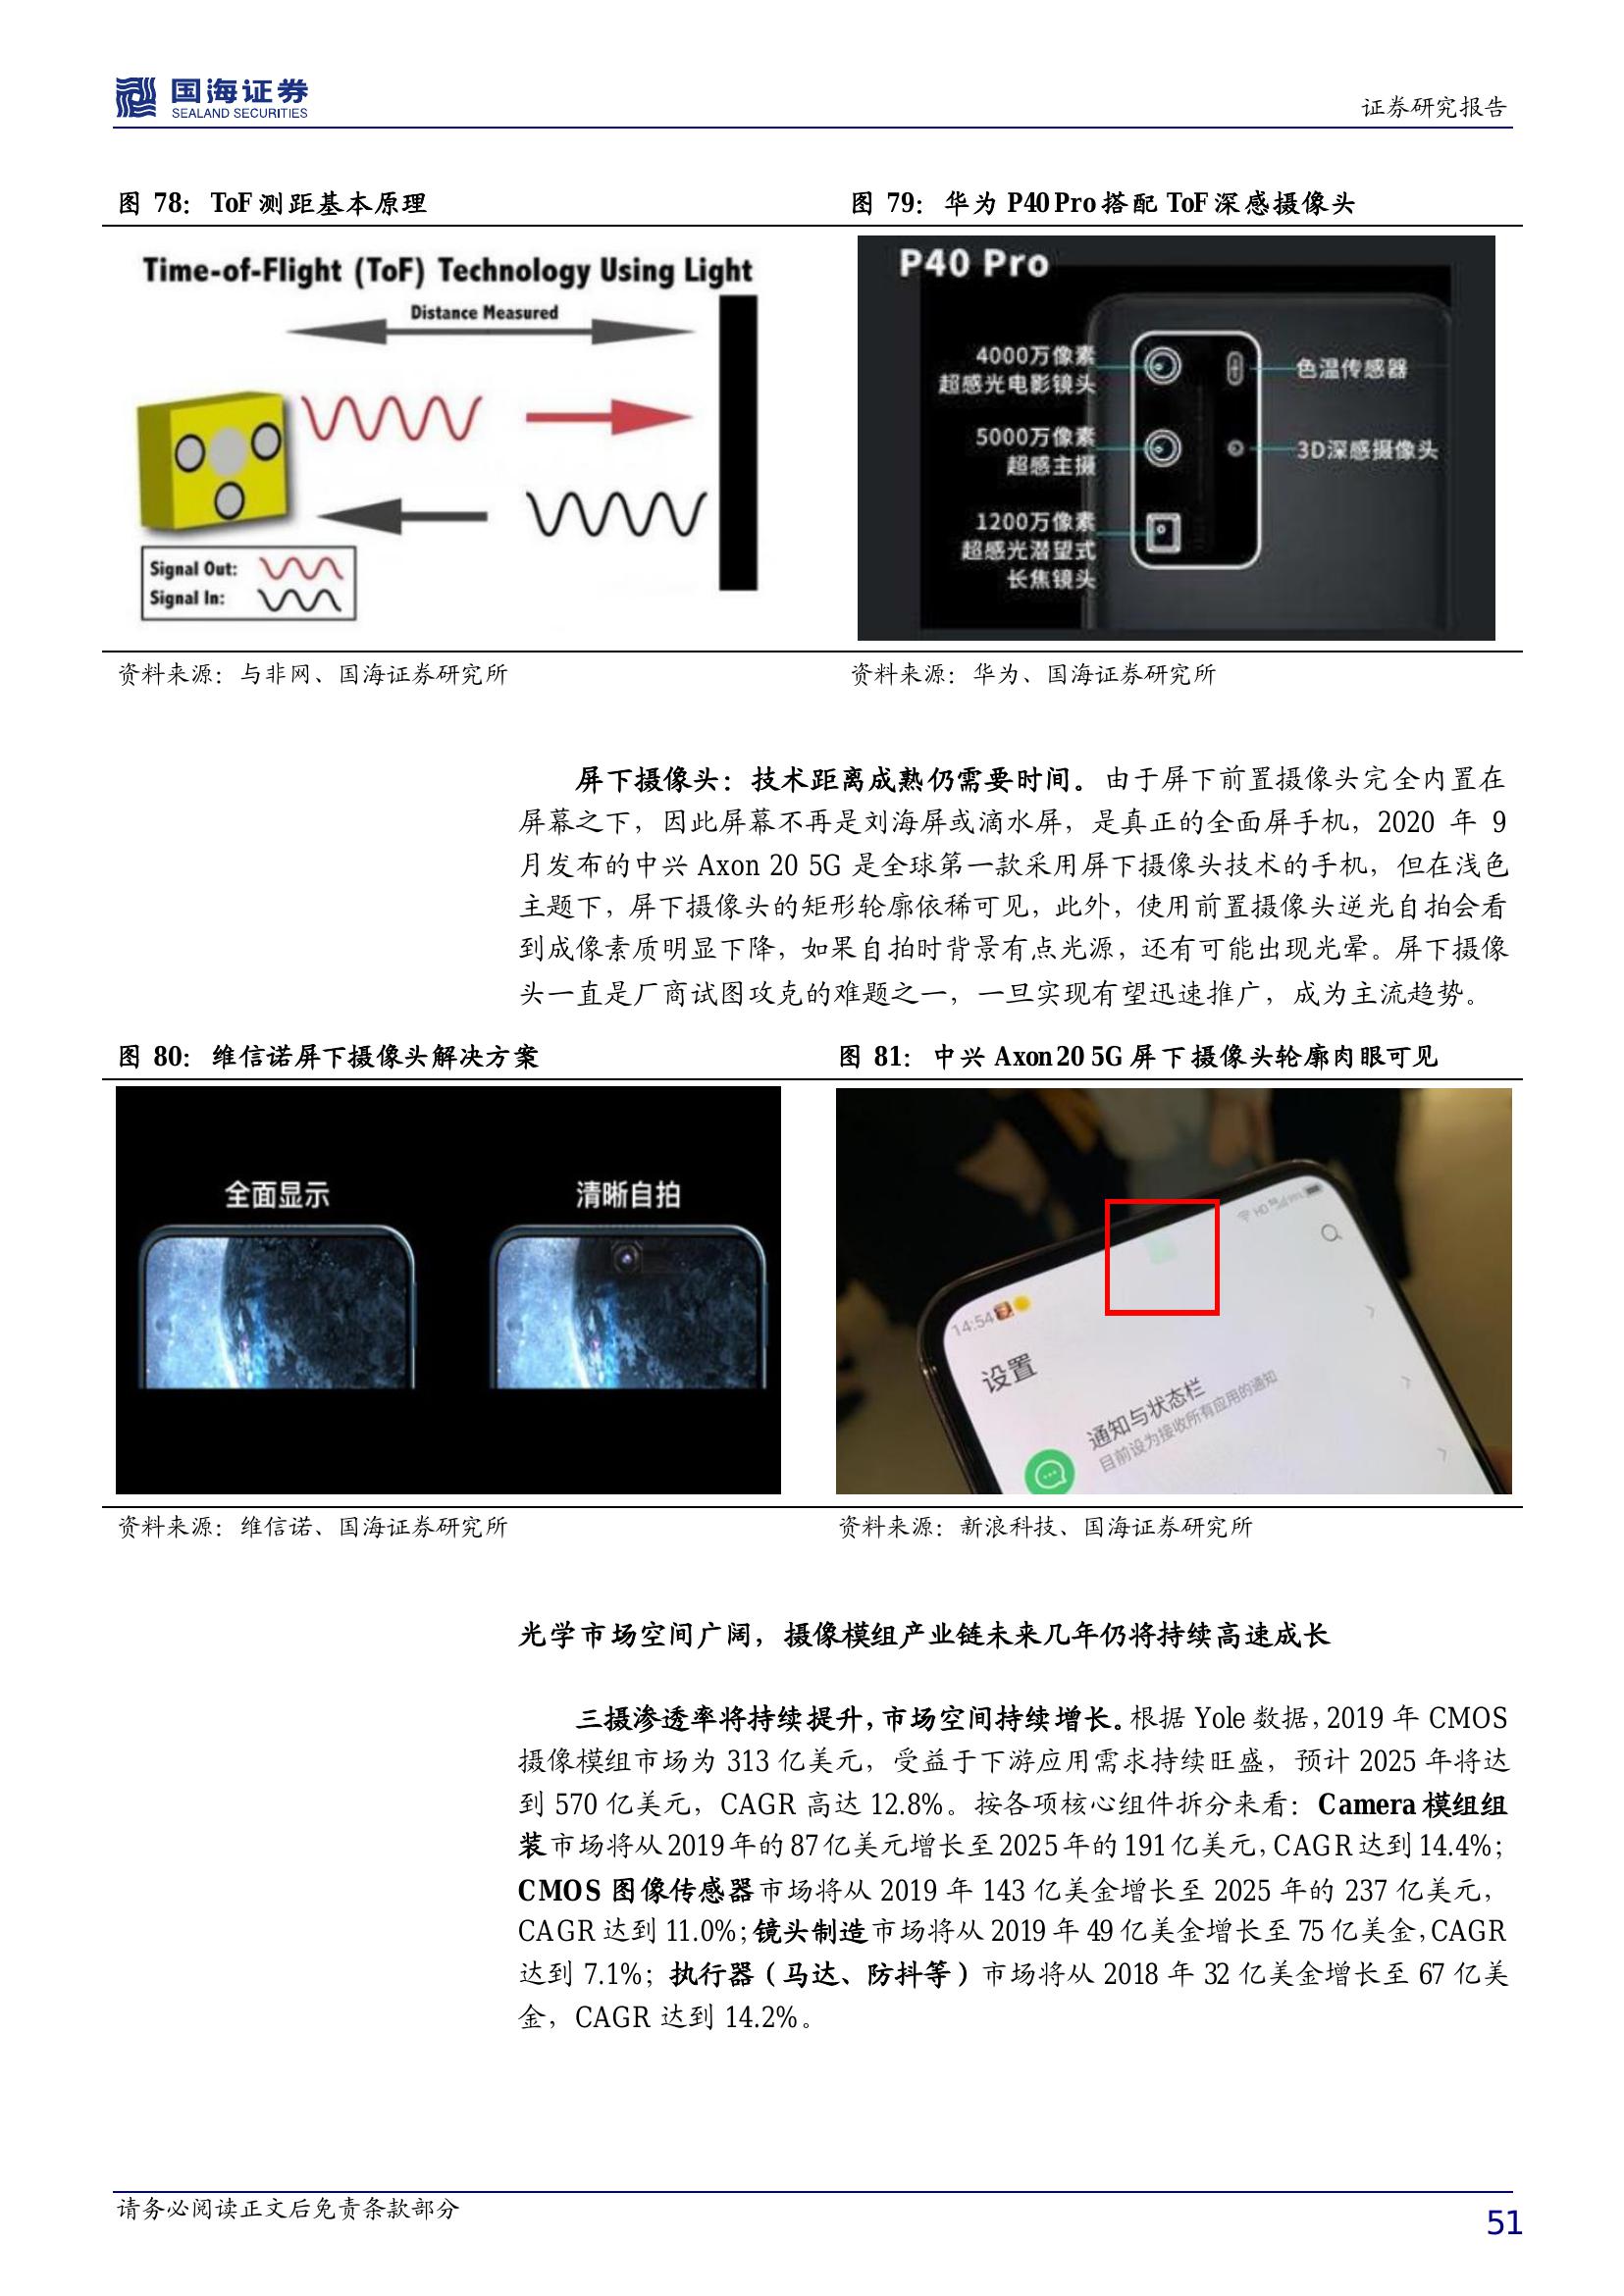 国海证券
SEALAND SECURITIES
证券研究报告
图 78：ToF 测距基本原理
Time-of-Flight (ToF) Technology Using Light
Distance Measured
Signal Out:
Signal In:
资料来源：与非网、国海证券研究所
图 79：华为 P40 Pro 搭配 ToF 深感摄像头
P40 Pro
4000万像素
超感光电影镜头
5000万像素
超感主摄
1200万像素
超感光潜望式
长焦镜头
色温传感器
3D深感摄像头
资料来源：华为、国海证券研究所
屏下摄像头：技术距离成熟仍需要时间。由于屏下前置摄像头完全内置在
屏幕之下，因此屏幕不再是刘海屏或滴水屏，是真正的全面屏手机，2020 年 9
月发布的中兴 Axon 20 5G 是全球第一款采用屏下摄像头技术的手机，但在浅色
主题下，屏下摄像头的矩形轮廓依稀可见，此外，使用前置摄像头逆光自拍会看
到成像素质明显下降，如果自拍时背景有点光源，还有可能出现光晕。屏下摄像
头一直是厂商试图攻克的难题之一，一旦实现有望迅速推广，成为主流趋势。
图 80：维信诺屏下摄像头解决方案
全面显示
清晰自拍
资料来源：维信诺、国海证券研究所
图 81：中兴 Axon 20 5G 屏下摄像头轮廓肉眼可见
14:54
设置
通知与状态栏
目前设为接收所有应用的通知
资料来源：新浪科技、国海证券研究所
光学市场空间广阔，摄像模组产业链未来几年仍将持续高速成长
三摄渗透率将持续提升，市场空间持续增长。根据 Yole 数据，2019 年 CMOS
摄像模组市场为 313 亿美元，受益于下游应用需求持续旺盛，预计 2025 年将达
到 570 亿美元，CAGR 高达 12.8%。按各项核心组件拆分来看：Camera 模组组
装市场将从 2019 年的 87 亿美元增长至 2025 年的 191 亿美元，CAGR 达到 14.4%；
CMOS 图像传感器市场将从 2019 年 143 亿美金增长至 2025 年的 237 亿美元，
CAGR 达到 11.0%；镜头制造市场将从 2019 年 49 亿美金增长至 75 亿美金，CAGR
达到 7.1%；执行器（马达、防抖等）市场将从 2018 年 32 亿美金增长至 67 亿美
金，CAGR 达到 14.2%。
请务必阅读正文后免责条款部分
51